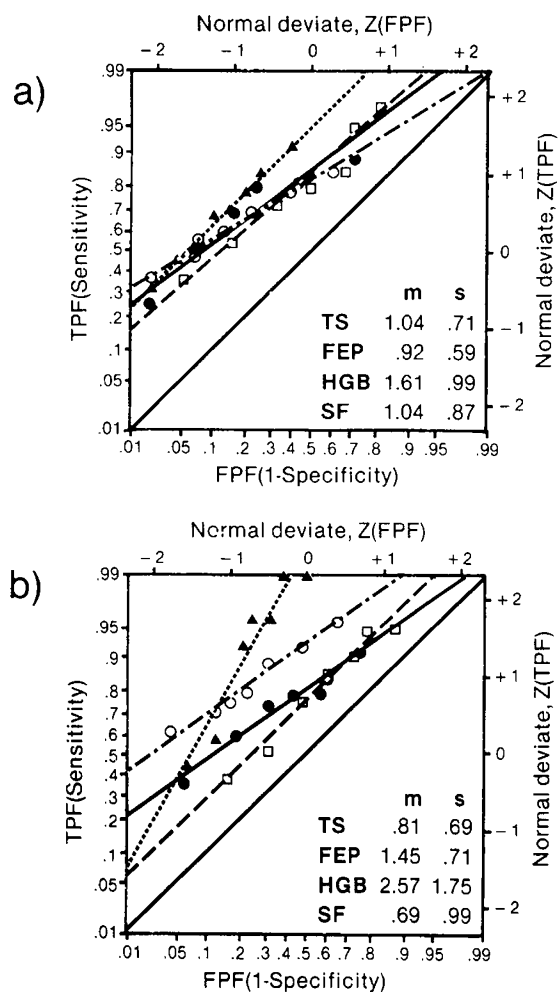 a)
Normal deviate, Z(FPF)
−2 −1 0 +1 +2
.99
.95
.9
.8
.7
.6
.5
.4
.3
.2
.1
.05
.01
TPF(Sensitivity)
+2
+1
0
−1
−2
Normal deviate, Z(TPF)
m s
TS 1.04 .71
FEP .92 .59
HGB 1.61 .99
SF 1.04 .87
.01 .05 .1 .2 .3 .4 .5 .6 .7 .8 .9 .95 .99
FPF(1-Specificity)
b)
Normal deviate, Z(FPF)
−2 −1 0 +1 +2
.99
.95
.9
.8
.7
.6
.5
.4
.3
.2
.1
.05
.01
TPF(Sensitivity)
+2
+1
0
−1
−2
Normal deviate, Z(TPF)
m s
TS .81 .69
FEP 1.45 .71
HGB 2.57 1.75
SF .69 .99
.01 .05 .1 .2 .3 .4 .5 .6 .7 .8 .9 .95 .99
FPF(1-Specificity)